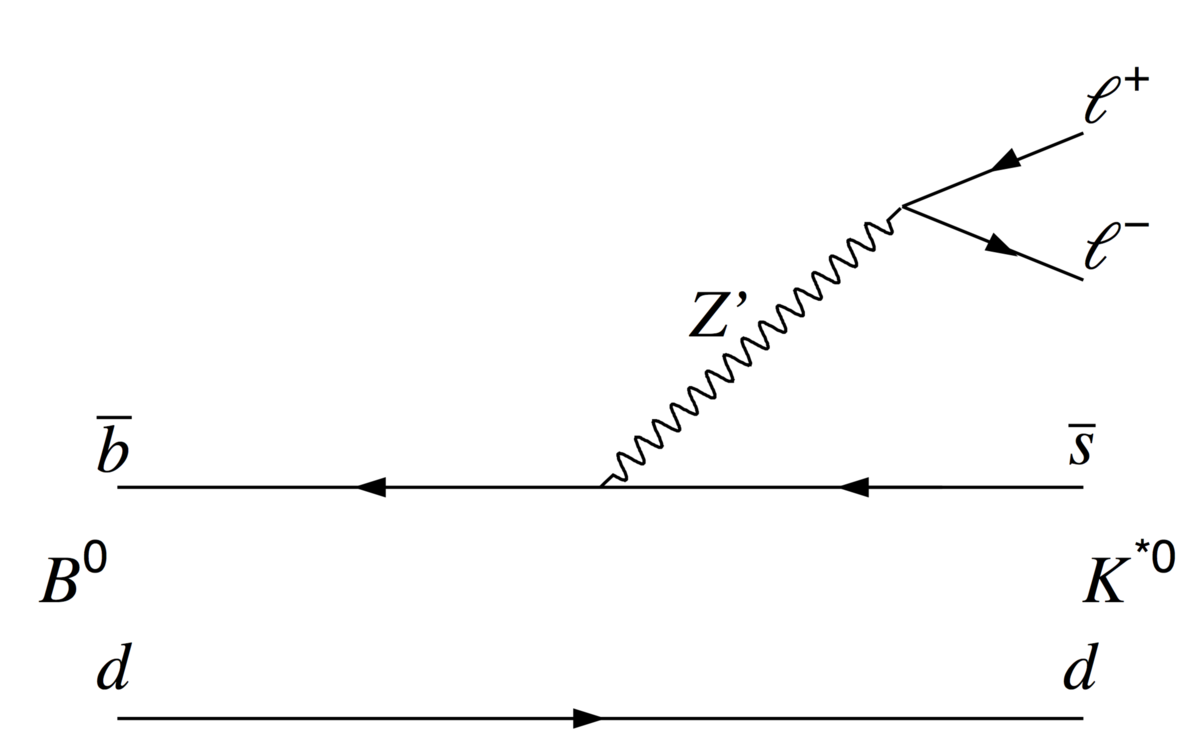 ℓ⁺
ℓ⁻
Z’
b̅ s̅
B⁰ K*⁰
d d